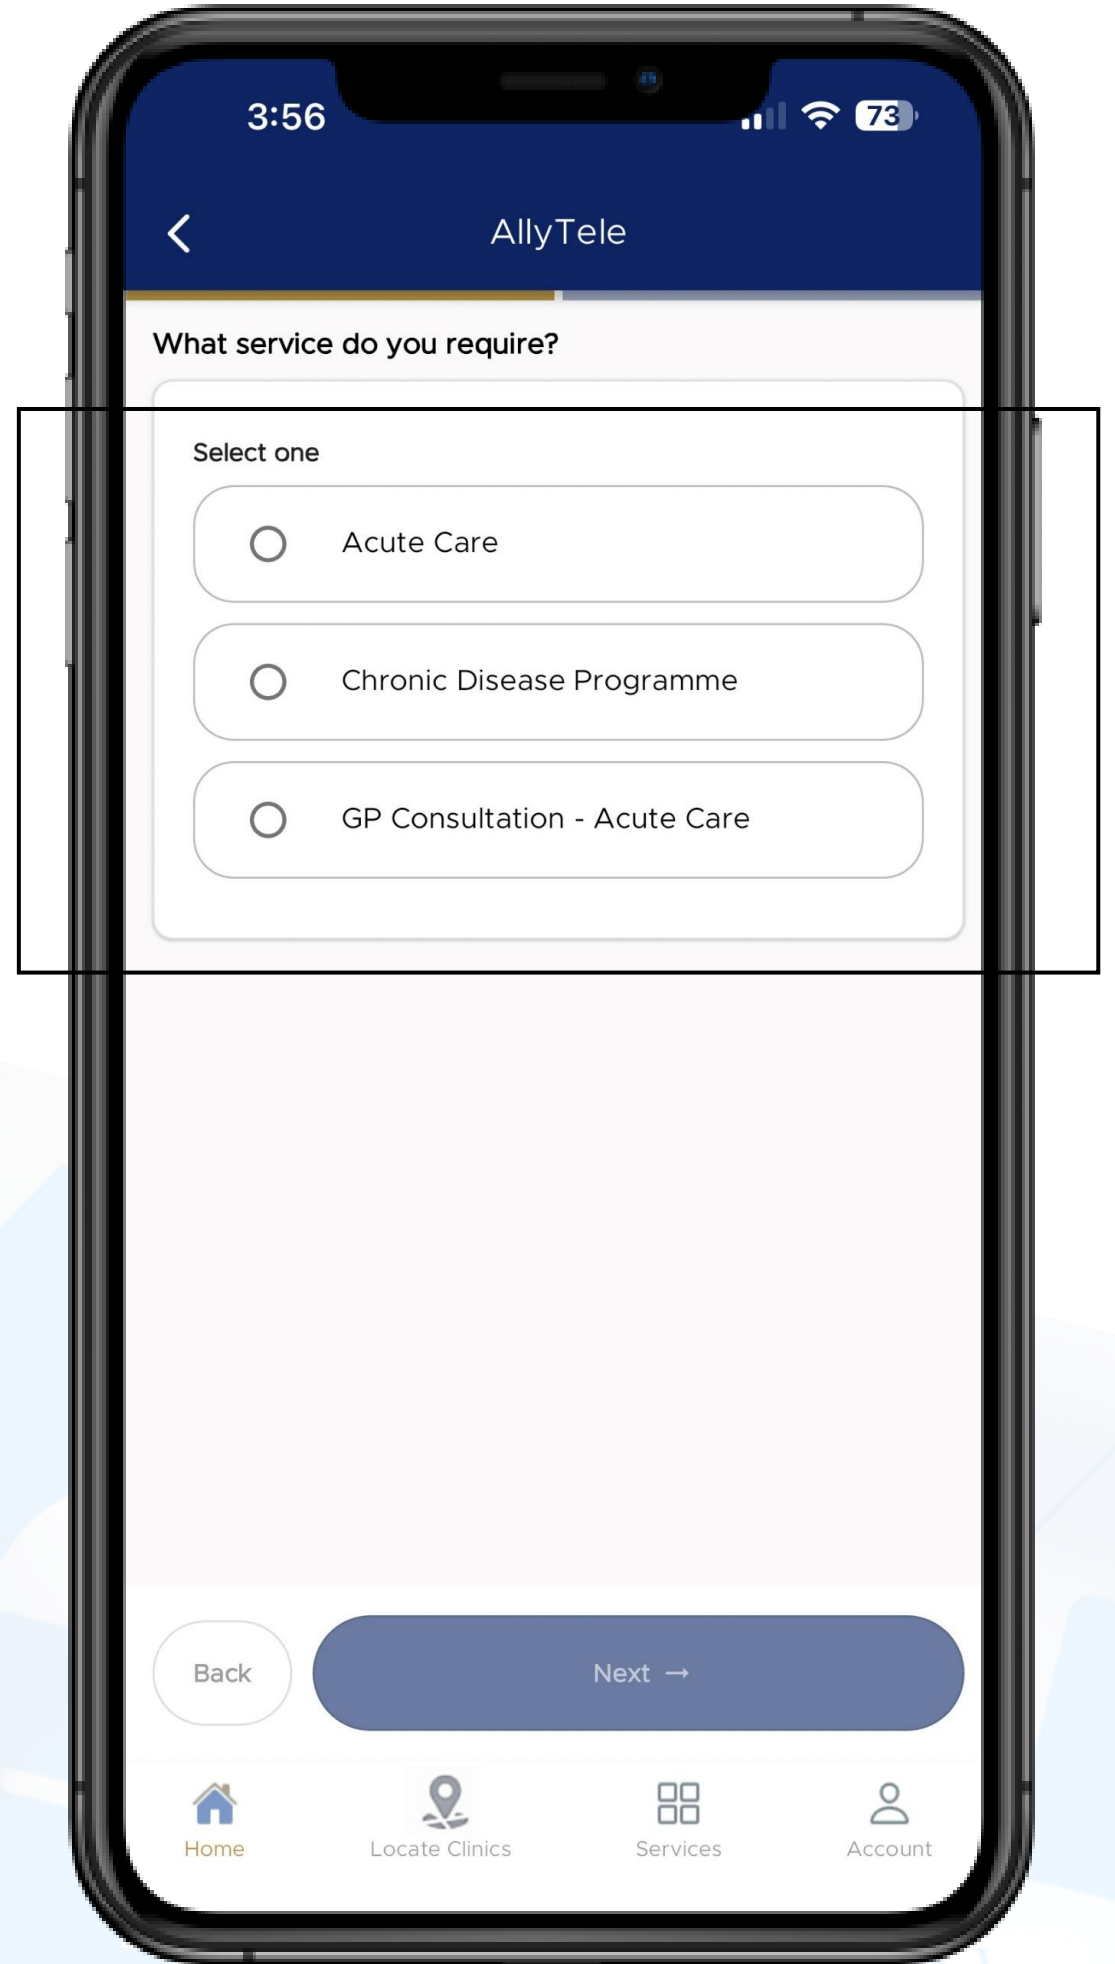 3:56
73
AllyTele
What service do you require?
Select one
Acute Care
Chronic Disease Programme
GP Consultation - Acute Care
Back
Next →
Home
Locate Clinics
Services
Account